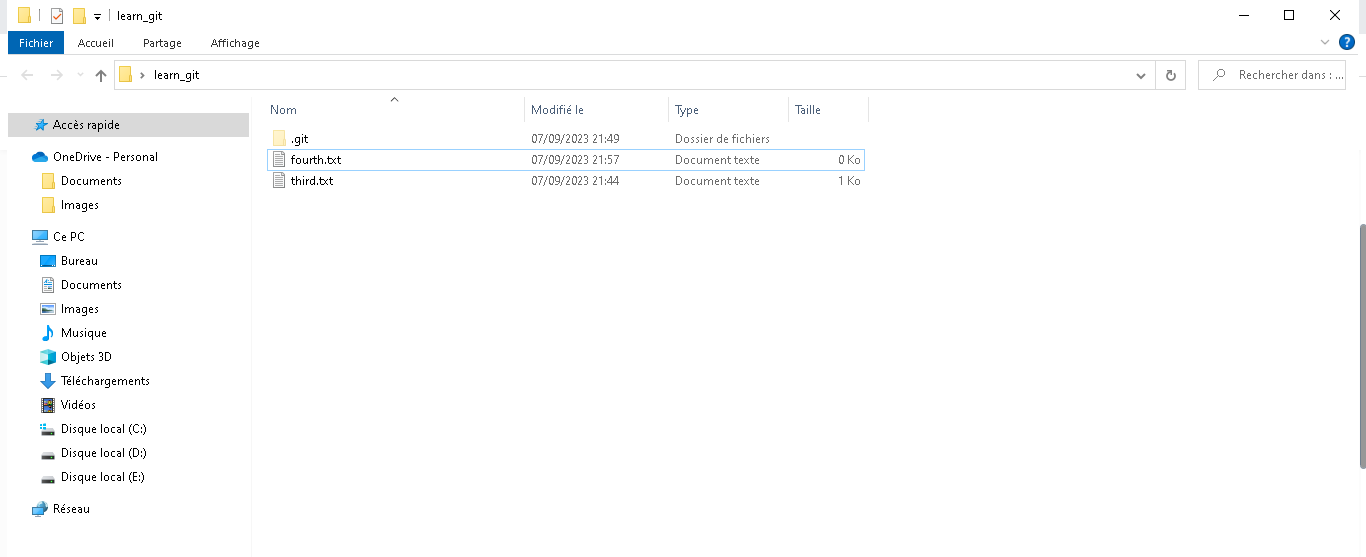 learn_git
Fichier Accueil Partage Affichage
learn_git Rechercher dans : ...
Nom Modifié le Type Taille
.git 07/09/2023 21:49 Dossier de fichiers
fourth.txt 07/09/2023 21:57 Document texte 0 Ko
third.txt 07/09/2023 21:44 Document texte 1 Ko
Accès rapide
OneDrive - Personal
Documents
Images
Ce PC
Bureau
Documents
Images
Musique
Objets 3D
Téléchargements
Vidéos
Disque local (C:)
Disque local (D:)
Disque local (E:)
Réseau